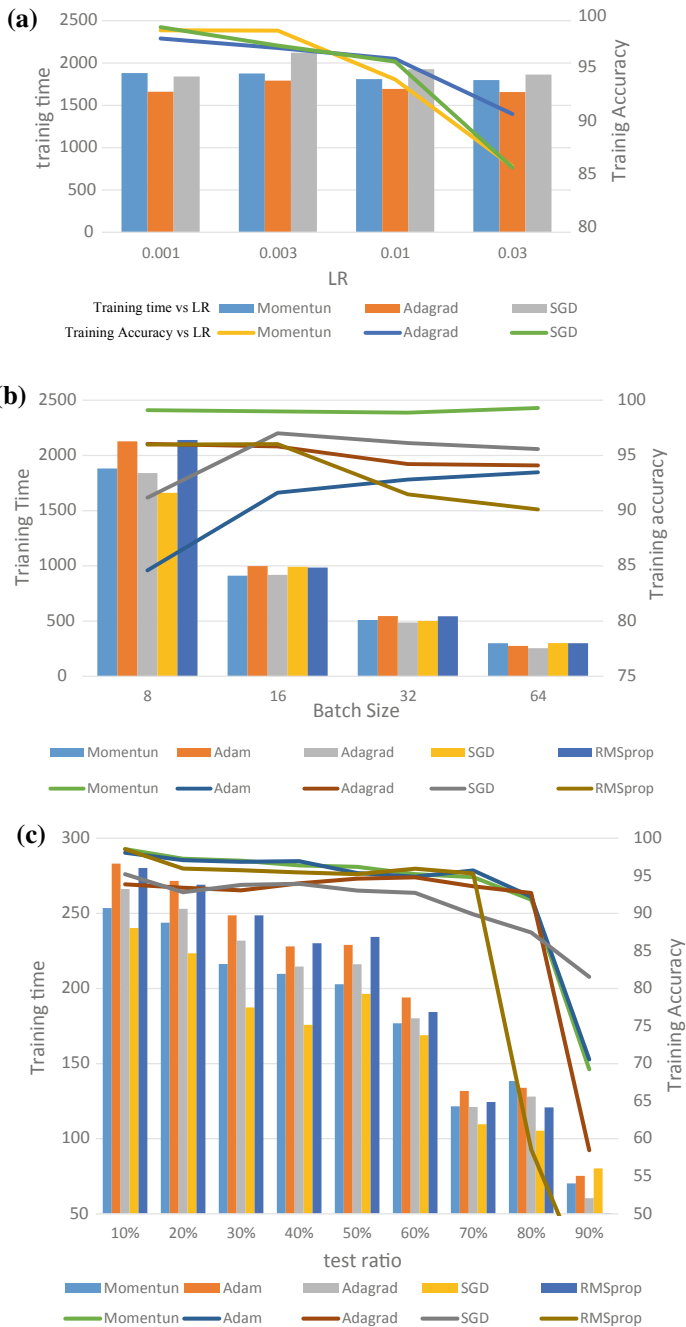 (a)
2500
2000
1500
1000
500
0
trainig time
100
95
90
85
80
Trainig Accuracy
0.001 0.003 0.01 0.03
LR
Training time vs LR Momentun Adagrad SGD
Training Accuracy vs LR Momentun Adagrad SGD
(b)
2500
2000
1500
1000
500
0
Trianing Time
100
95
90
85
80
75
Training accuracy
8 16 32 64
Batch Size
Momentun Adam Adagrad SGD RMSprop
Momentun Adam Adagrad SGD RMSprop
(c)
300
250
200
150
100
50
Training time
100
95
90
85
80
75
70
65
60
55
50
Training Accuracy
10% 20% 30% 40% 50% 60% 70% 80% 90%
test ratio
Momentun Adam Adagrad SGD RMSprop
Momentun Adam Adagrad SGD RMSprop